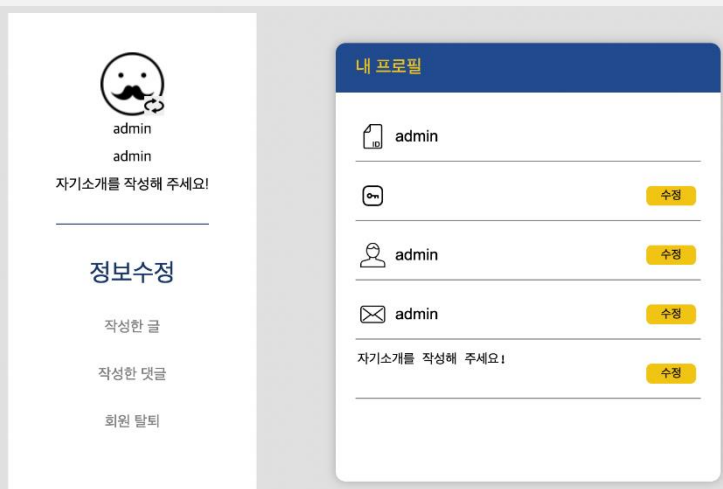 admin
admin
자기소개를 작성해 주세요!
정보수정
작성한 글
작성한 댓글
회원 탈퇴
내 프로필
ID
admin
수정
admin
수정
admin
수정
자기소개를 작성해 주세요!
수정